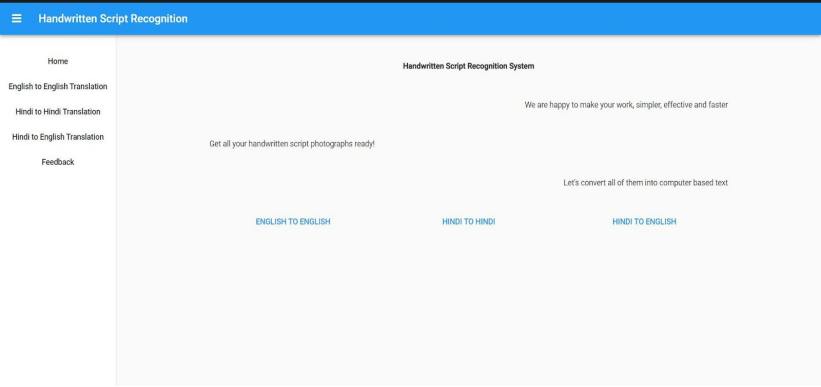 Handwritten Script Recognition
Home
English to English Translation
Hindi to Hindi Translation
Hindi to English Translation
Feedback
Handwritten Script Recognition System
We are happy to make your work, simpler, effective and faster
Get all your handwritten script photographs ready!
Let's convert all of them into computer based text
ENGLISH TO ENGLISH HINDI TO HINDI HINDI TO ENGLISH